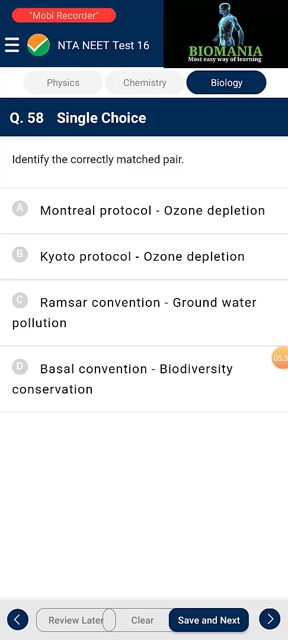 "Mobi Recorder"
NTA NEET Test 16
BIOMANIA
Most easy way of learning
Physics
Chemistry
Biology
Q. 58 Single Choice
Identify the correctly matched pair.
A Montreal protocol - Ozone depletion
B Kyoto protocol - Ozone depletion
C Ramsar convention - Ground water
pollution
D Basal convention - Biodiversity
conservation
05:3
Review Later
Clear
Save and Next